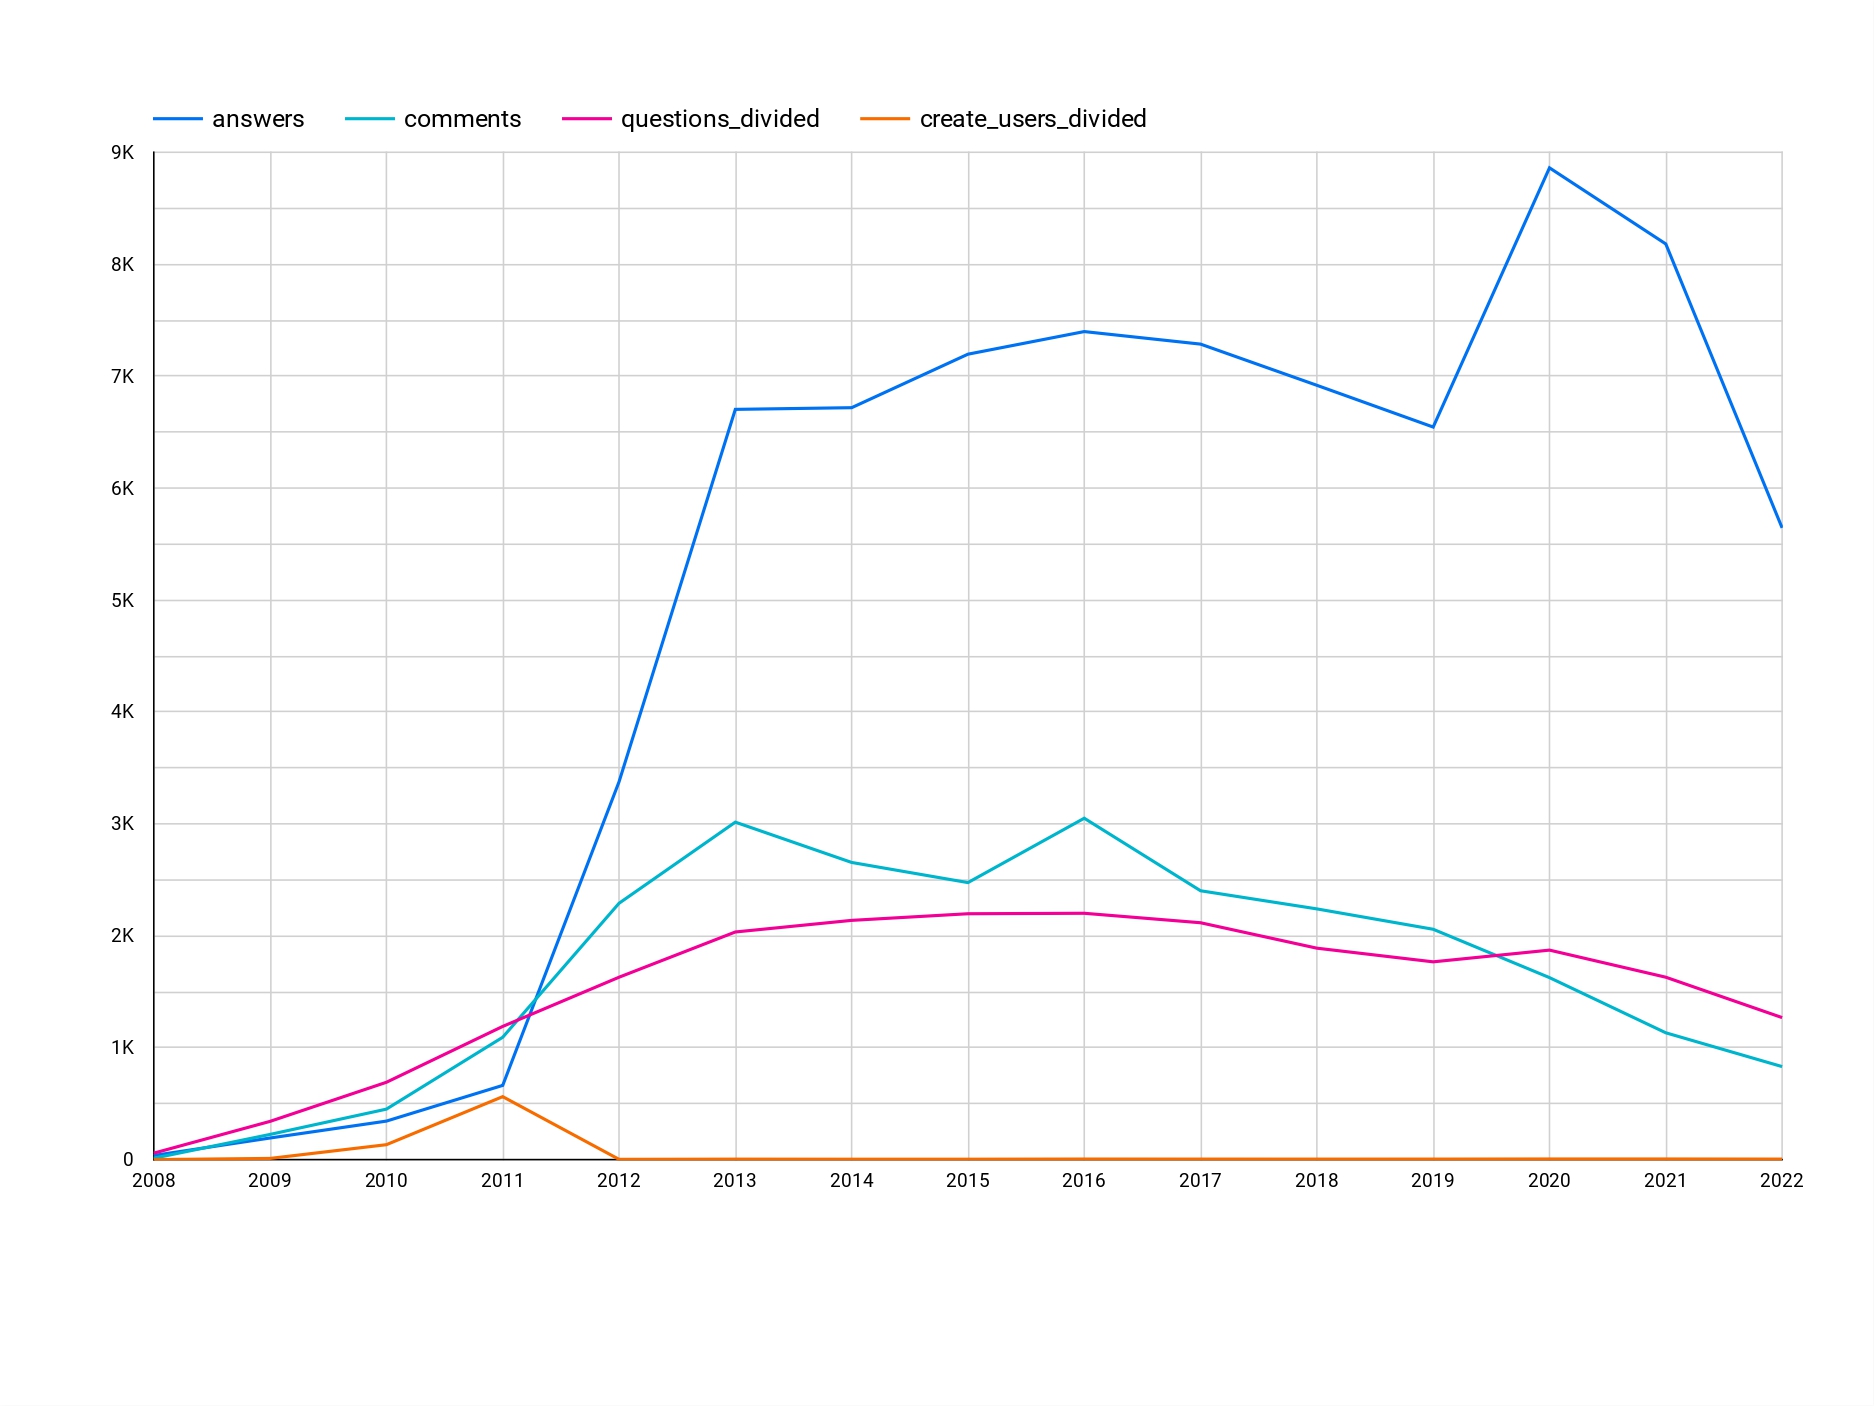 answers comments questions_divided create_users_divided
9K
8K
7K
6K
5K
4K
3K
2K
1K
0
2008 2009 2010 2011 2012 2013 2014 2015 2016 2017 2018 2019 2020 2021 2022